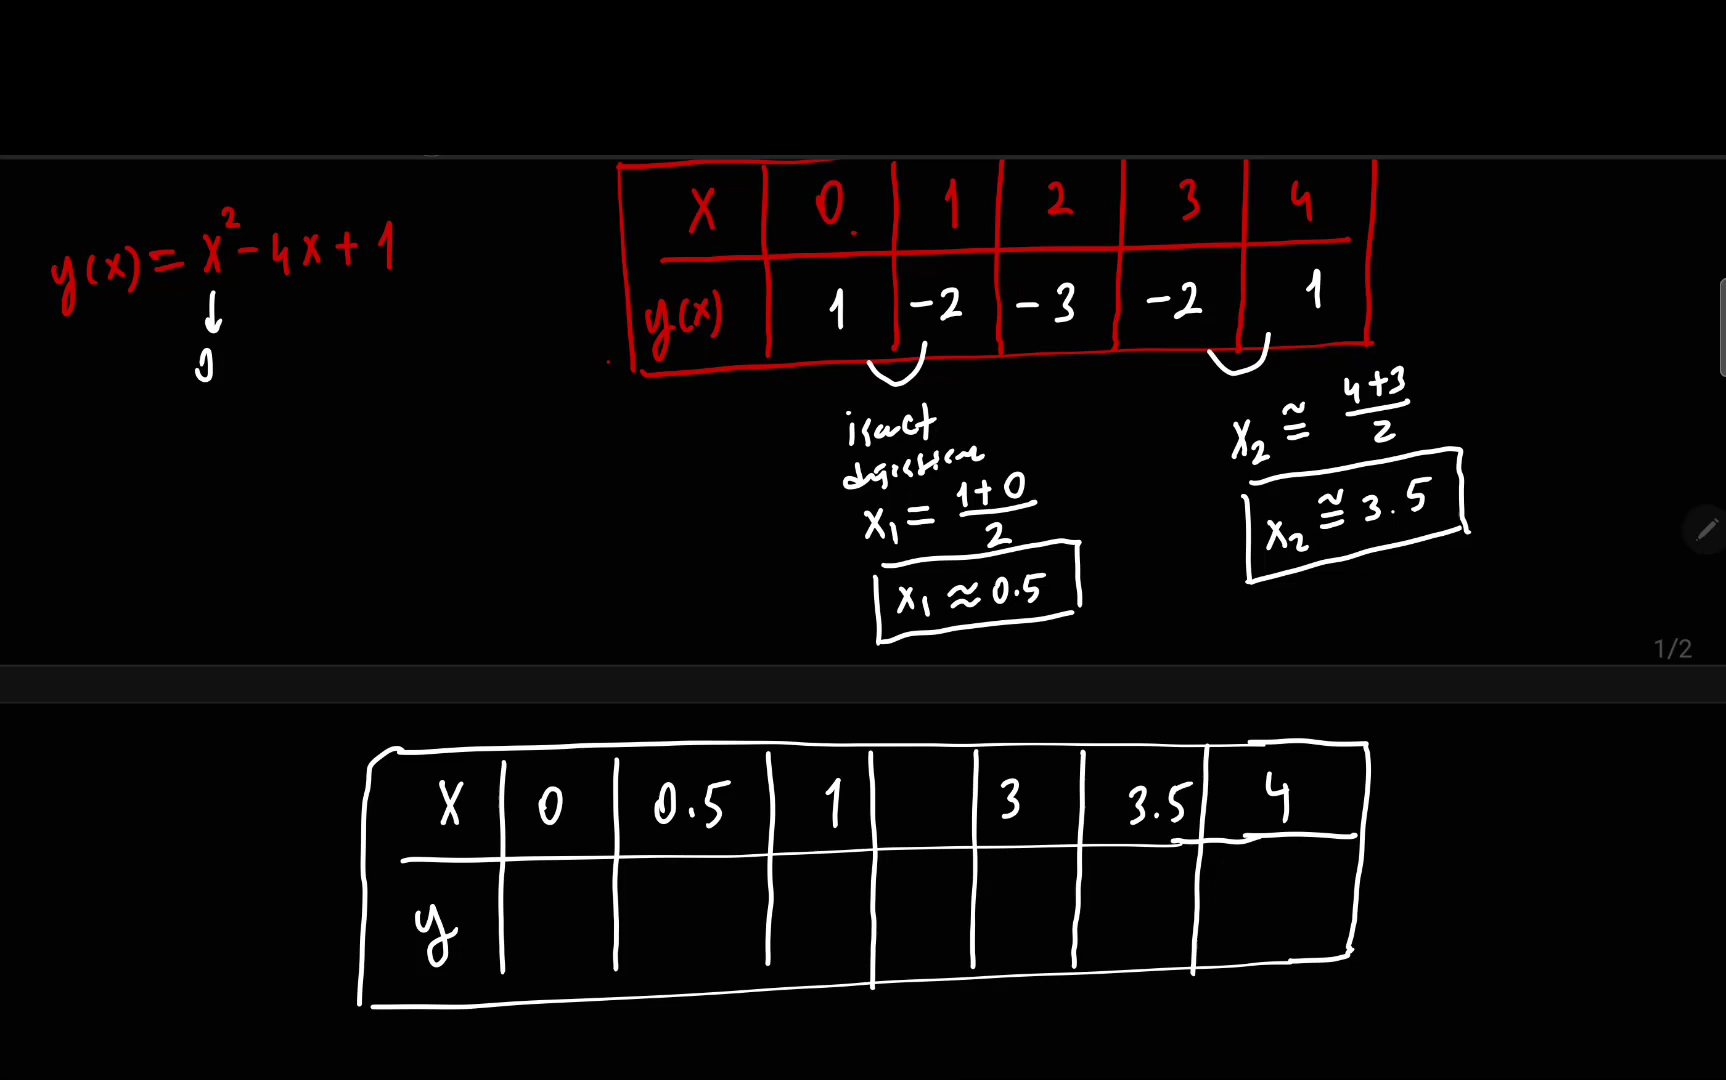 y(x) = x² - 4x + 1
0
X 0 1 2 3 4
y(x) 1 -2 -3 -2 1
işaret
değiştirme
x₁ = (1+0)/2
x₁ ≈ 0.5
x₂ ≅ (4+3)/2
x₂ ≅ 3.5
1/2
X 0 0.5 1 3 3.5 4
y